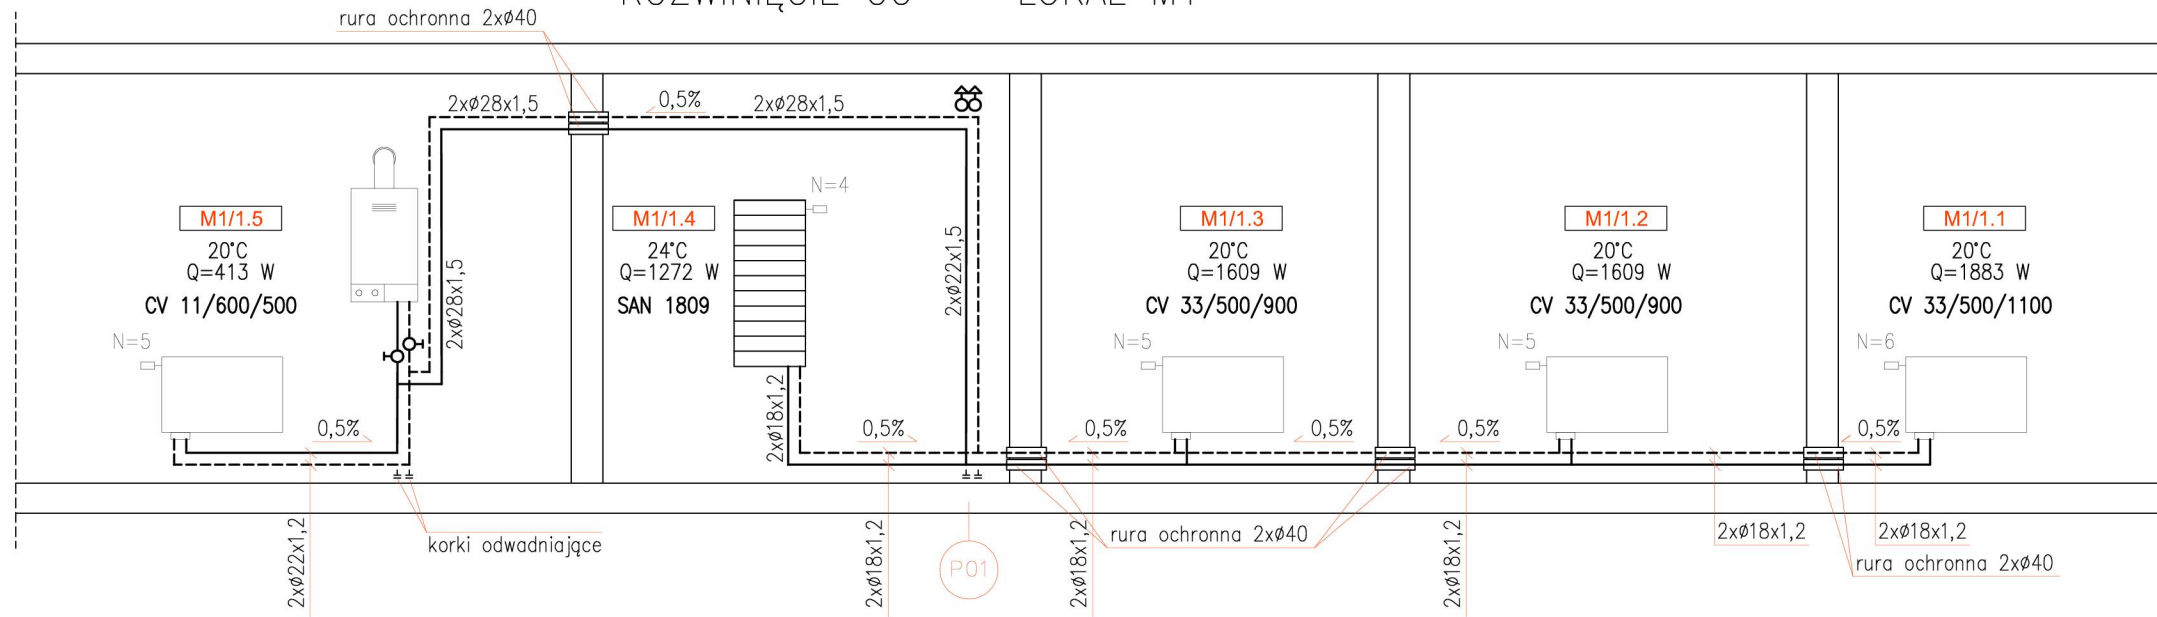 ROZWINIĘCIE CO - LOKAL M1
rura ochronna 2xø40
2xø28x1,5
0,5%
2xø28x1,5
N=4
M1/1.5
20°C
Q=413 W
CV 11/600/500
N=5
2xø28x1,5
M1/1.4
24°C
Q=1272 W
SAN 1809
2xø22x1,5
M1/1.3
20°C
Q=1609 W
CV 33/500/900
N=5
M1/1.2
20°C
Q=1609 W
CV 33/500/900
N=5
M1/1.1
20°C
Q=1883 W
CV 33/500/1100
N=6
2xø18x1,2
0,5%
0,5%
0,5%
0,5%
0,5%
0,5%
2xø22x1,2
korki odwadniające
2xø18x1,2
P01
2xø18x1,2
rura ochronna 2xø40
2xø18x1,2
2xø18x1,2
2xø18x1,2
rura ochronna 2xø40